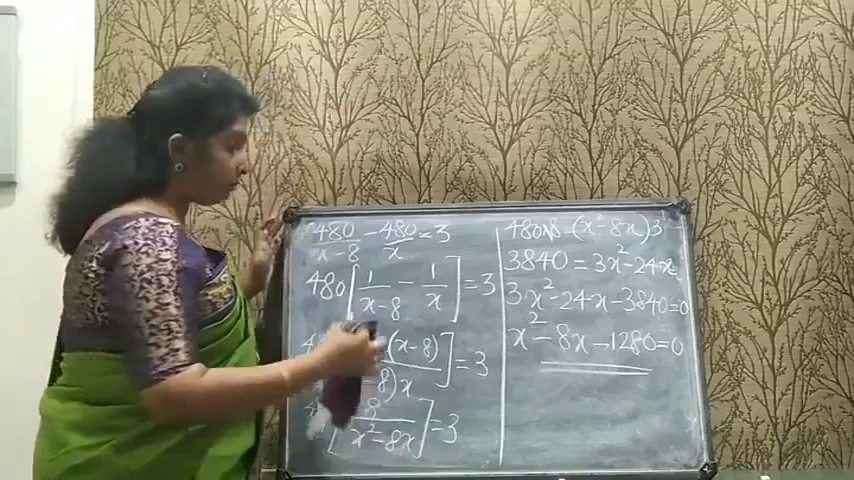 480/x-8 - 480/x = 3
480[1/x-8 - 1/x] = 3
(x-8)/8)x] = 3
8/x²-8x] = 3
480×8 = (x²-8x)3
3840 = 3x²-24x
3x²-24x-3840=0
x²-8x-1280=0